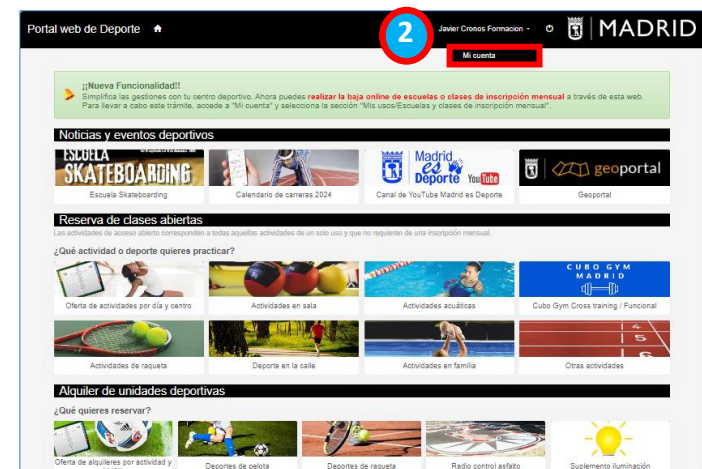 Portal web de Deporte
2
Javier Cronos Formacion
MADRID
Mi cuenta
¡¡Nueva Funcionalidad!!
Simplifica las gestiones con tu centro deportivo. Ahora puedes realizar la baja online de escuelas o clases de inscripción mensual a través de esta web.
Para llevar a cabo este trámite, accede a "Mi cuenta" y selecciona la sección "Mis usos/Escuelas y clases de inscripción mensual".
Noticias y eventos deportivos
ESCUELA
SKATEBOARDING
Madrid
es
Deporte YouTube
geoportal
Escuela Skateboarding
Calendario de carreras 2024
Canal de YouTube Madrid es Deporte
Geoportal
Reserva de clases abiertas
Las actividades de acceso abierto corresponden a todas aquellas actividades de un solo uso y que no requieren de una inscripción mensual.
¿Qué actividad o deporte quieres practicar?
CUBO GYM
MADRID
Oferta de actividades por día y centro
Actividades en sala
Actividades acuáticas
Cubo Gym Cross training / Funcional
4
5
6
Actividades de raqueta
Deporte en la calle
Actividades en familia
Otras actividades
Alquiler de unidades deportivas
¿Qué quieres reservar?
Oferta de alquileres por actividad y
Deportes de pelota
Deportes de raqueta
Radio control asfalto
Suplemento iluminación